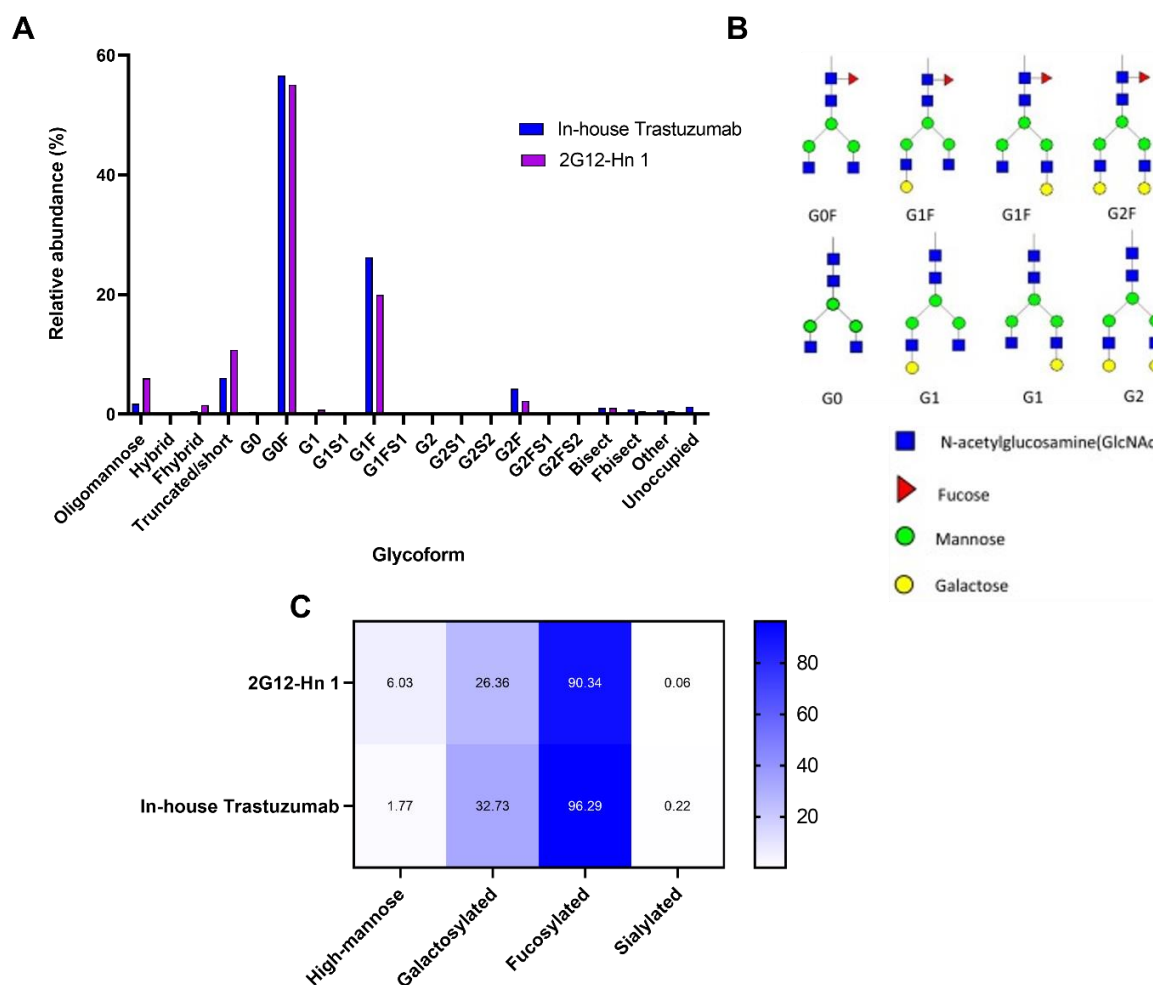 A
B
60
40
20
0
Relative abundance (%)
In-house Trastuzumab
2G12-Hn 1
Oligomannose
Hybrid
Fhybrid
Truncated/short
G0
G0F
G1
G1S1
G1F
G1FS1
G2
G2S1
G2S2
G2F
G2FS1
G2FS2
Bisect
Fbisect
Other
Unoccupied
Glycoform
G0F
G1F
G1F
G2F
G0
G1
G1
G2
N-acetylglucosamine(GlcNAc
Fucose
Mannose
Galactose
C
2G12-Hn 1
6.03 26.36 90.34 0.06
In-house Trastuzumab
1.77 32.73 96.29 0.22
High-mannose
Galactosylated
Fucosylated
Sialylated
80
60
40
20